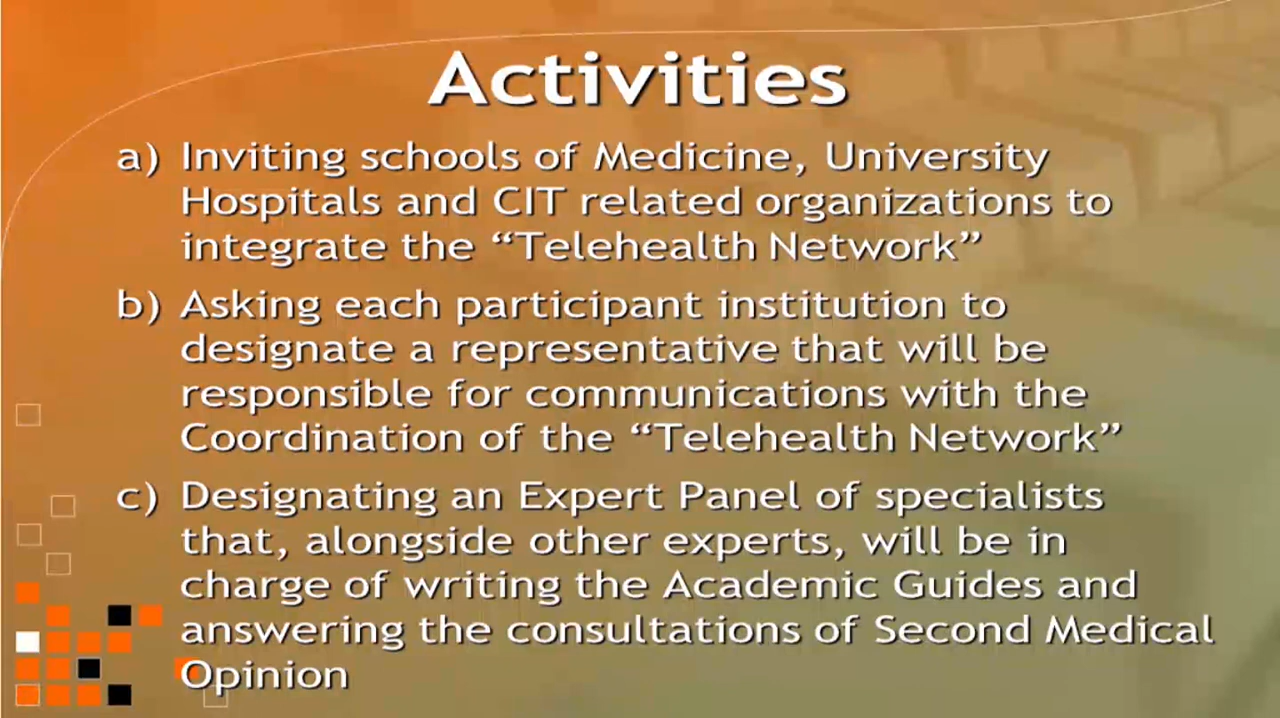 Activities
a) Inviting schools of Medicine, University
Hospitals and CIT related organizations to
integrate the “Telehealth Network”
b) Asking each participant institution to
designate a representative that will be
responsible for communications with the
Coordination of the “Telehealth Network”
c) Designating an Expert Panel of specialists
that, alongside other experts, will be in
charge of writing the Academic Guides and
answering the consultations of Second Medical
Opinion